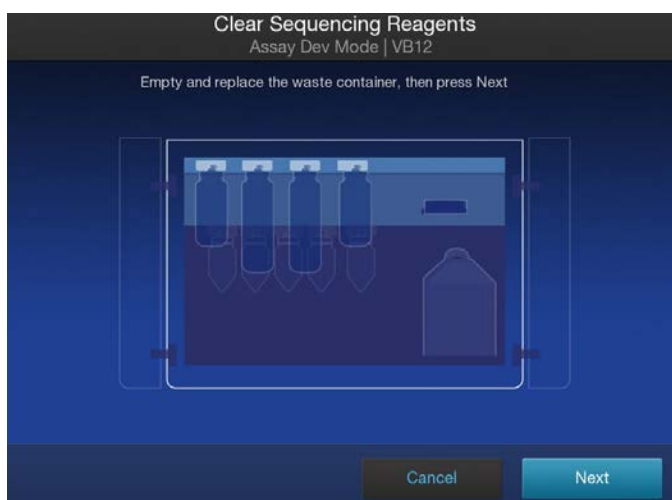 Clear Sequencing Reagents
Assay Dev Mode | VB12
Empty and replace the waste container, then press Next
Cancel
Next